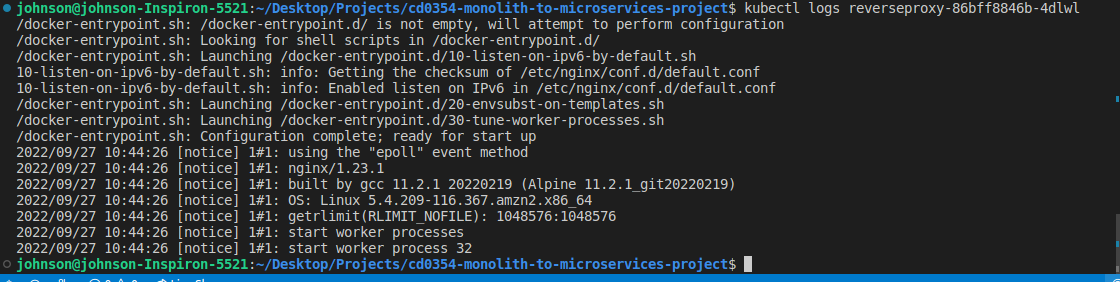 johnson@johnson-Inspiron-5521:~/Desktop/Projects/cd0354-monolith-to-microservices-project$ kubectl logs reverseproxy-86bff8846b-4dlwl
/docker-entrypoint.sh: /docker-entrypoint.d/ is not empty, will attempt to perform configuration
/docker-entrypoint.sh: Looking for shell scripts in /docker-entrypoint.d/
/docker-entrypoint.sh: Launching /docker-entrypoint.d/10-listen-on-ipv6-by-default.sh
10-listen-on-ipv6-by-default.sh: info: Getting the checksum of /etc/nginx/conf.d/default.conf
10-listen-on-ipv6-by-default.sh: info: Enabled listen on IPv6 in /etc/nginx/conf.d/default.conf
/docker-entrypoint.sh: Launching /docker-entrypoint.d/20-envsubst-on-templates.sh
/docker-entrypoint.sh: Launching /docker-entrypoint.d/30-tune-worker-processes.sh
/docker-entrypoint.sh: Configuration complete; ready for start up
2022/09/27 10:44:26 [notice] 1#1: using the "epoll" event method
2022/09/27 10:44:26 [notice] 1#1: nginx/1.23.1
2022/09/27 10:44:26 [notice] 1#1: built by gcc 11.2.1 20220219 (Alpine 11.2.1_git20220219)
2022/09/27 10:44:26 [notice] 1#1: OS: Linux 5.4.209-116.367.amzn2.x86_64
2022/09/27 10:44:26 [notice] 1#1: getrlimit(RLIMIT_NOFILE): 1048576:1048576
2022/09/27 10:44:26 [notice] 1#1: start worker processes
2022/09/27 10:44:26 [notice] 1#1: start worker process 32
johnson@johnson-Inspiron-5521:~/Desktop/Projects/cd0354-monolith-to-microservices-project$